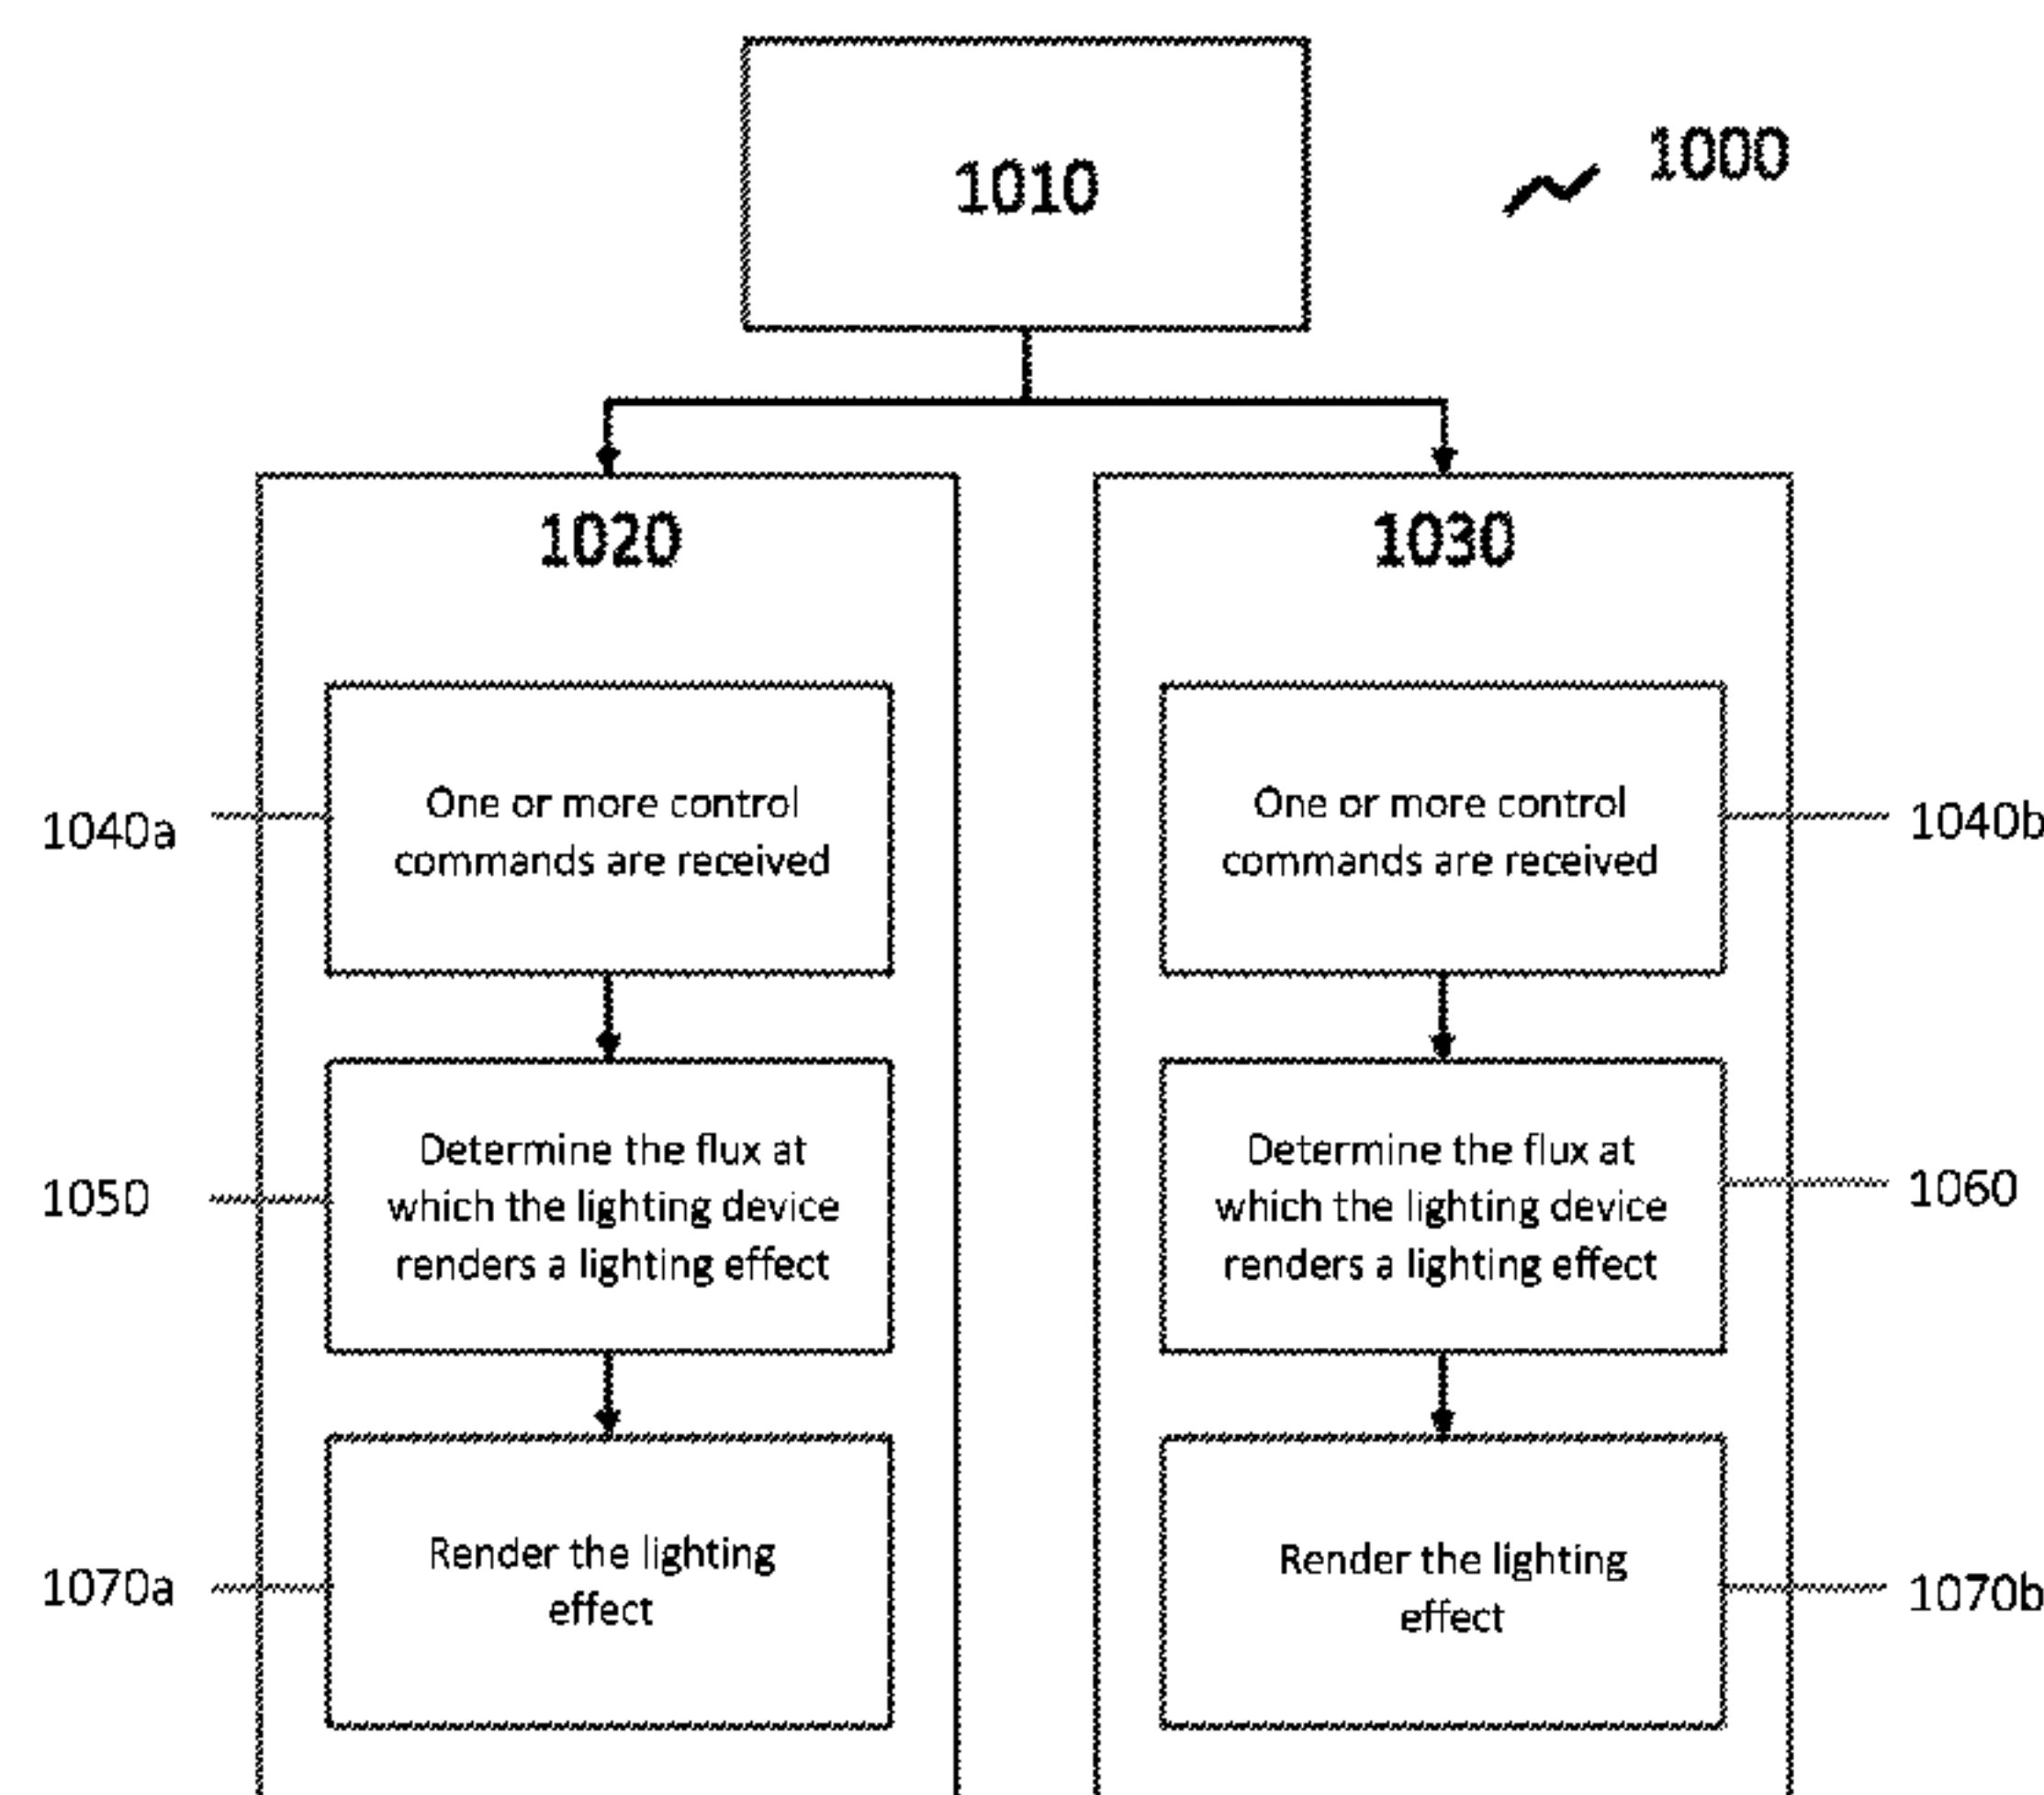 1010
1000
1020
1030
One or more control
commands are received
1040a
One or more control
commands are received
1040b
Determine the flux at
which the lighting device
renders a lighting effect
1050
Determine the flux at
which the lighting device
renders a lighting effect
1060
Render the lighting
effect
1070a
Render the lighting
effect
1070b